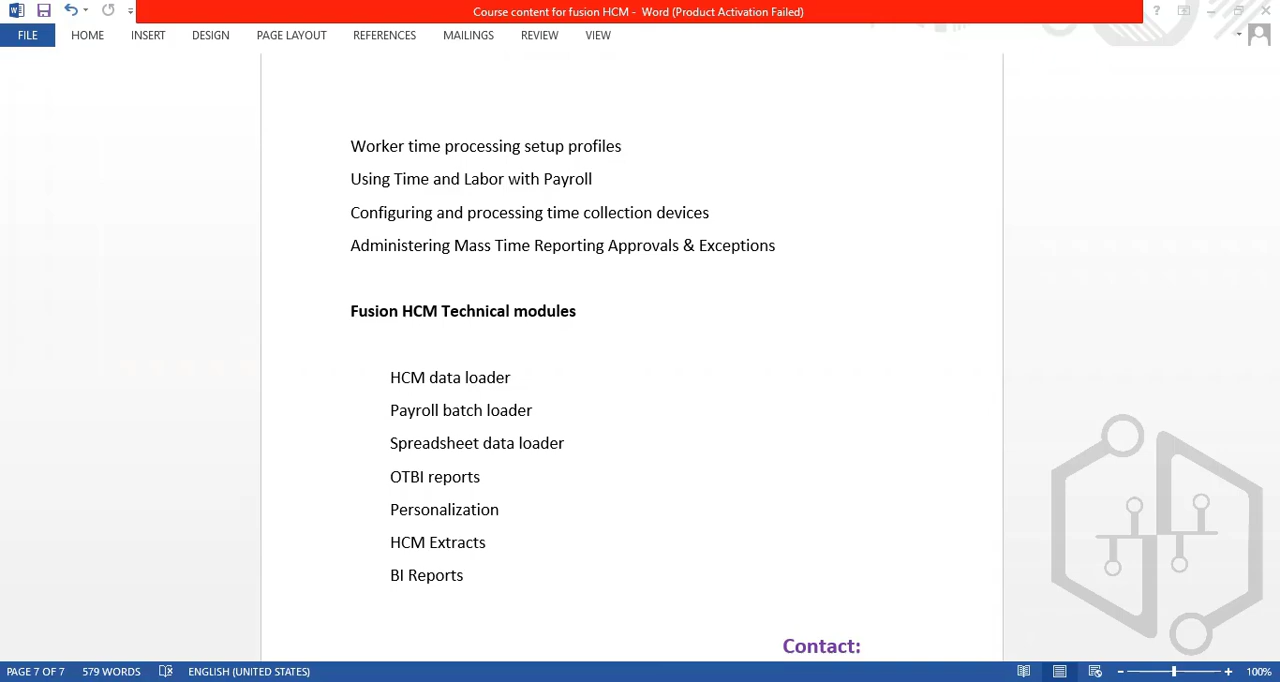 Course content for fusion HCM - Word (Product Activation Failed)
?
FILE HOME INSERT DESIGN PAGE LAYOUT REFERENCES MAILINGS REVIEW VIEW
Worker time processing setup profiles
Using Time and Labor with Payroll
Configuring and processing time collection devices
Administering Mass Time Reporting Approvals & Exceptions
Fusion HCM Technical modules
HCM data loader
Payroll batch loader
Spreadsheet data loader
OTBI reports
Personalization
HCM Extracts
BI Reports
Contact:
PAGE 7 OF 7 579 WORDS ENGLISH (UNITED STATES) 100%